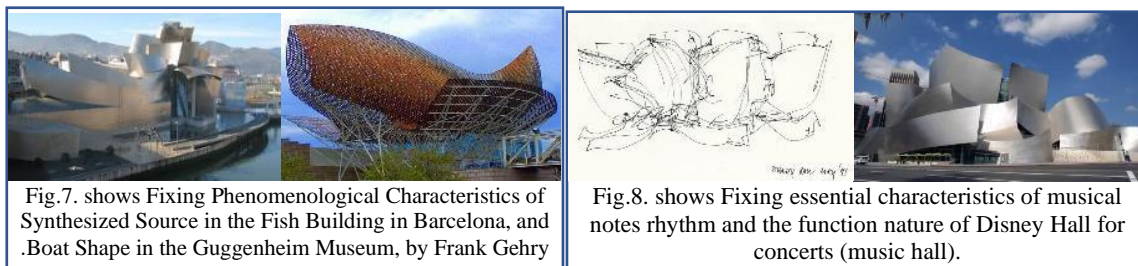 Fig.7. shows Fixing Phenomenological Characteristics of
Synthesized Source in the Fish Building in Barcelona, and
.Boat Shape in the Guggenheim Museum, by Frank Gehry
Fig.8. shows Fixing essential characteristics of musical
notes rhythm and the function nature of Disney Hall for
concerts (music hall).